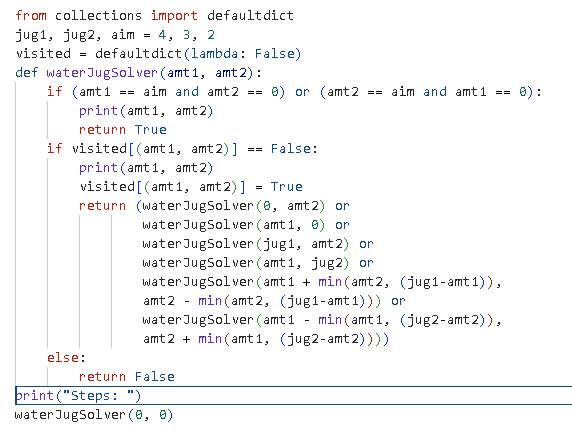 from collections import defaultdict
jug1, jug2, aim = 4, 3, 2
visited = defaultdict(lambda: False)
def waterJugSolver(amt1, amt2):
    if (amt1 == aim and amt2 == 0) or (amt2 == aim and amt1 == 0):
        print(amt1, amt2)
        return True
    if visited[(amt1, amt2)] == False:
        print(amt1, amt2)
        visited[(amt1, amt2)] = True
        return (waterJugSolver(0, amt2) or
                waterJugSolver(amt1, 0) or
                waterJugSolver(jug1, amt2) or
                waterJugSolver(amt1, jug2) or
                waterJugSolver(amt1 + min(amt2, (jug1-amt1)),
                amt2 - min(amt2, (jug1-amt1))) or
                waterJugSolver(amt1 - min(amt1, (jug2-amt2)),
                amt2 + min(amt1, (jug2-amt2))))
    else:
        return False
print("Steps: ")
waterJugSolver(0, 0)